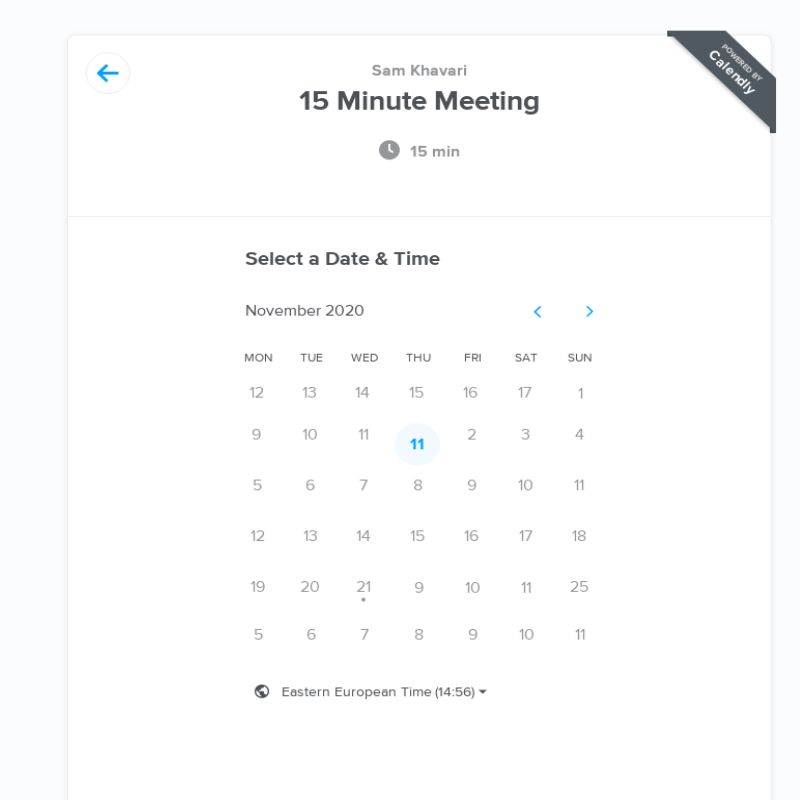 POWERED BY
Calendly
Sam Khavari
15 Minute Meeting
15 min
Select a Date & Time
November 2020
MON TUE WED THU FRI SAT SUN
12 13 14 15 16 17 1
9 10 11 11 2 3 4
5 6 7 8 9 10 11
12 13 14 15 16 17 18
19 20 21 9 10 11 25
5 6 7 8 9 10 11
Eastern European Time (14:56)